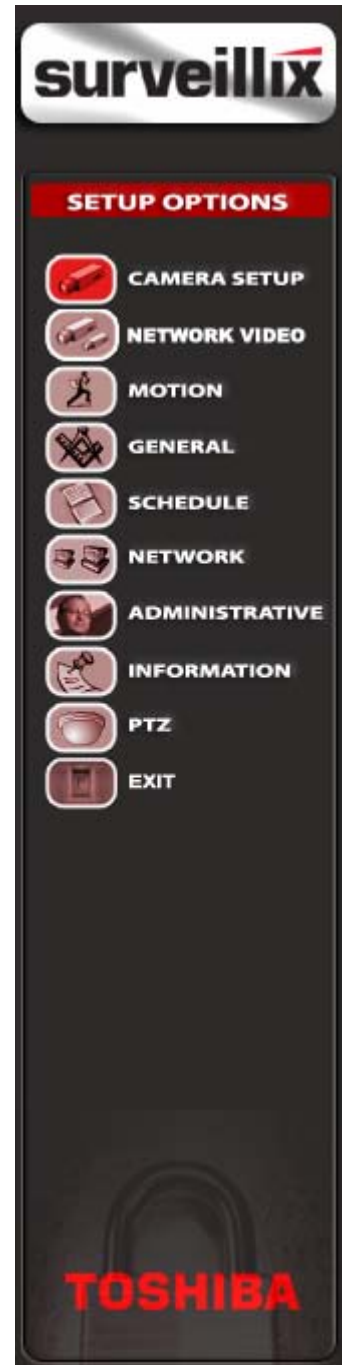 surveillix
SETUP OPTIONS
CAMERA SETUP
NETWORK VIDEO
MOTION
GENERAL
SCHEDULE
NETWORK
ADMINISTRATIVE
INFORMATION
PTZ
EXIT
TOSHIBA